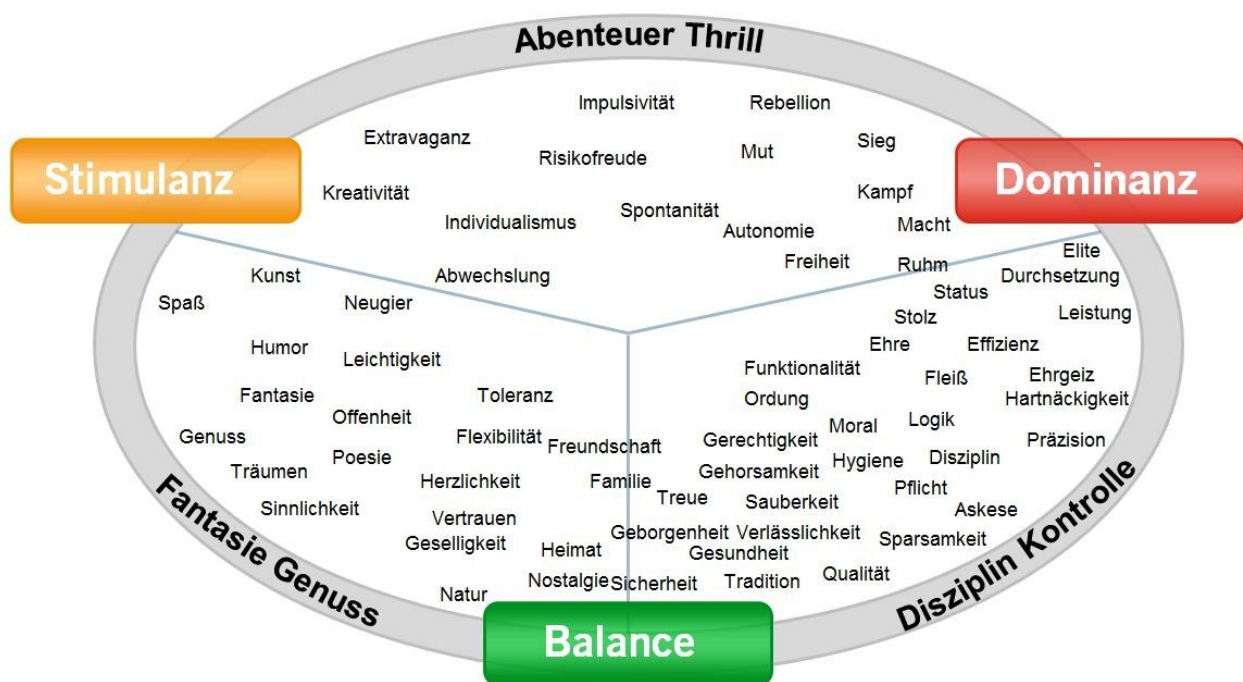 Abenteuer Thrill
Impulsivität
Rebellion
Extravaganz
Risikofreude
Mut
Sieg
Stimulanz
Dominanz
Kreativität
Kampf
Individualismus
Spontanität
Autonomie
Macht
Freiheit
Ruhm
Elite
Kunst
Abwechslung
Durchsetzung
Spaß
Neugier
Status
Stolz
Leistung
Humor
Leichtigkeit
Ehre
Effizienz
Funktionalität
Fleiß
Ehrgeiz
Fantasie
Toleranz
Ordung
Hartnäckigkeit
Offenheit
Moral
Logik
Genuss
Flexibilität
Freundschaft
Gerechtigkeit
Präzision
Träumen
Poesie
Gehorsamkeit
Hygiene
Disziplin
Herzlichkeit
Familie
Treue
Sauberkeit
Pflicht
Sinnlichkeit
Askese
Vertrauen
Geborgenheit
Verlässlichkeit
Sparsamkeit
Geselligkeit
Heimat
Gesundheit
Natur
Nostalgie
Sicherheit
Tradition
Qualität
Fantasie Genuss
Disziplin Kontrolle
Balance